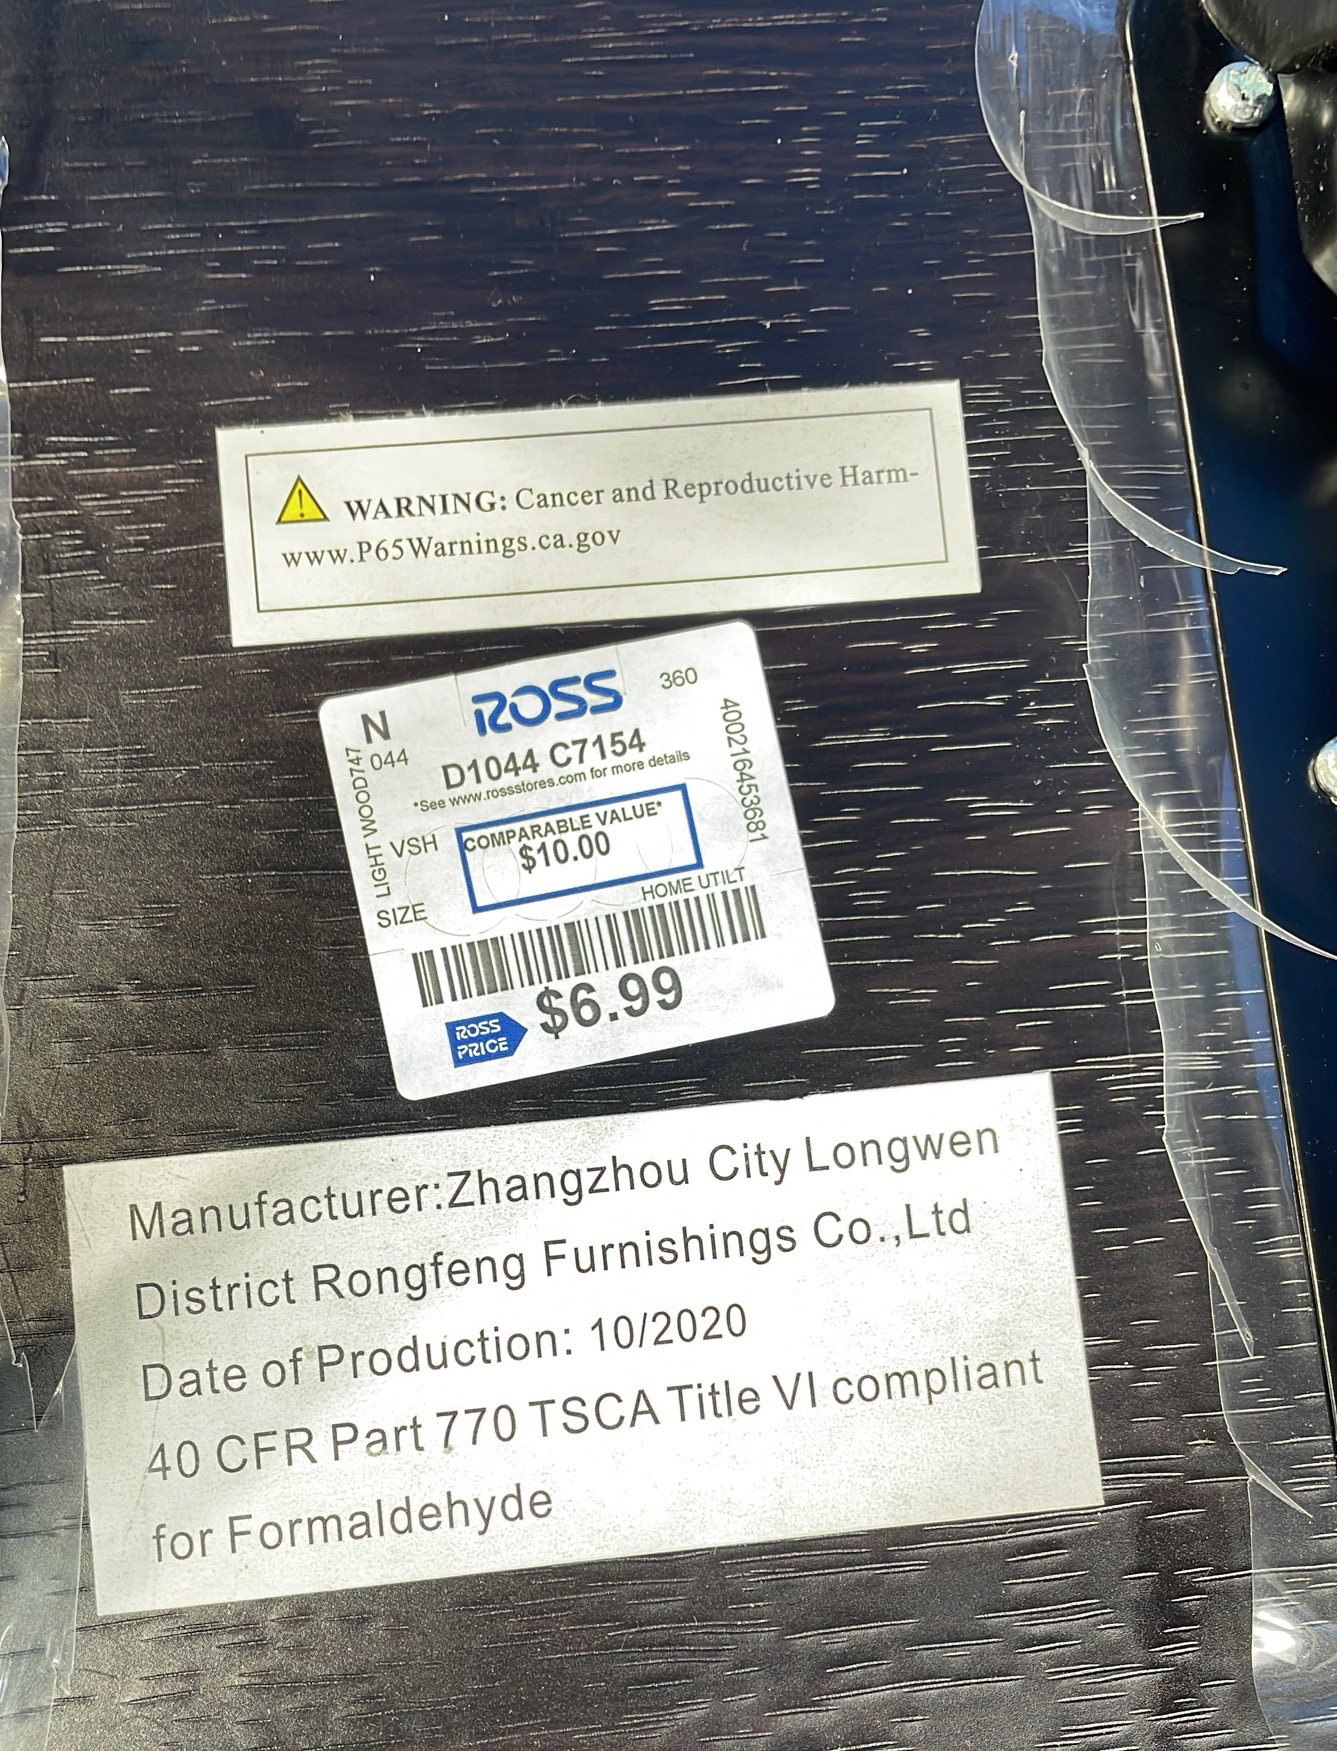 WARNING: Cancer and Reproductive Harm-
www.P65Warnings.ca.gov
ROSS
360
N
044
D1044 C7154
*See www.rossstores.com for more details
LIGHT WOOD747
400216453681
VSH
COMPARABLE VALUE*
$10.00
SIZE
HOME UTILT
ROSS
PRICE
$6.99
Manufacturer:Zhangzhou City Longwen
District Rongfeng Furnishings Co.,Ltd
Date of Production: 10/2020
40 CFR Part 770 TSCA Title VI compliant
for Formaldehyde